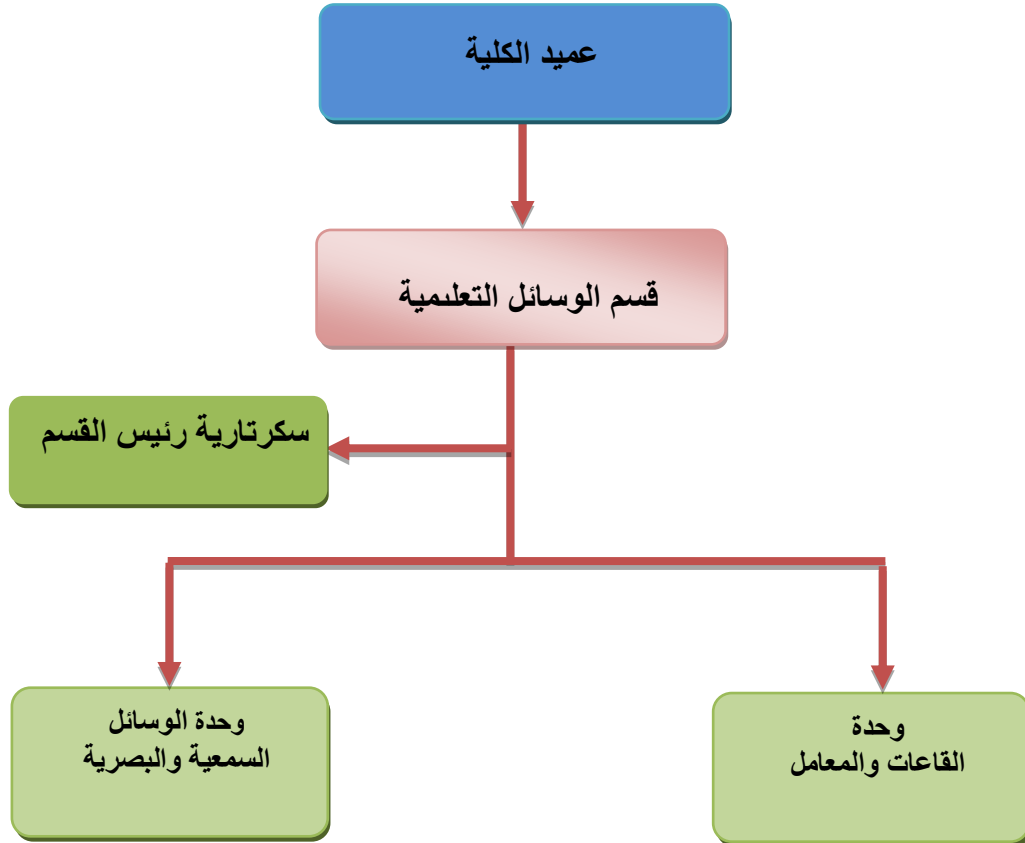 عميد الكلية
قسم الوسائل التعليمية
سكرتارية رئيس القسم
وحدة
القاعات والمعامل
وحدة الوسائل
السمعية والبصرية